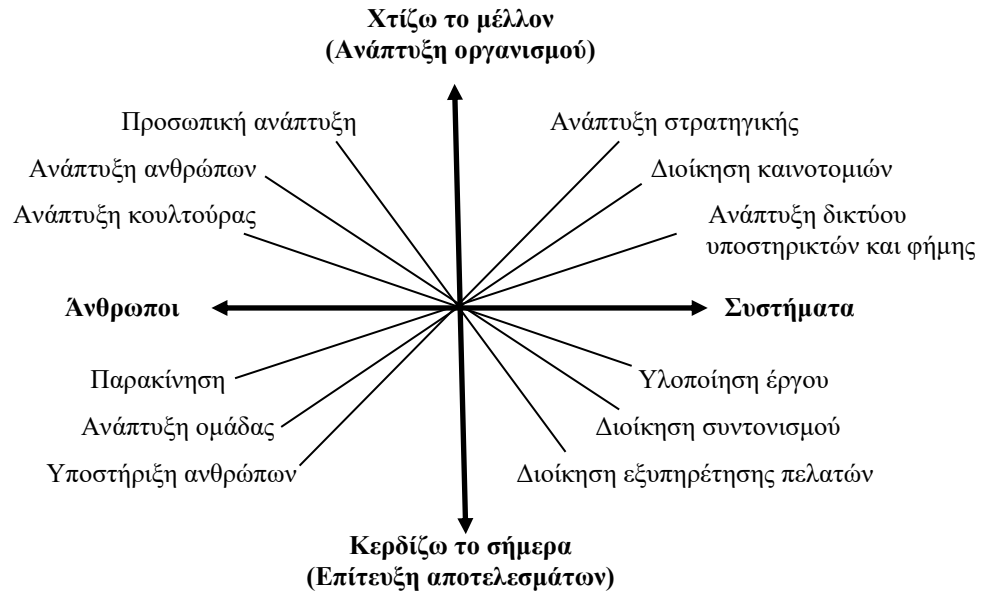 Χτίζω το μέλλον
(Ανάπτυξη οργανισμού)
Προσωπική ανάπτυξη
Ανάπτυξη στρατηγικής
Ανάπτυξη ανθρώπων
Διοίκηση καινοτομιών
Ανάπτυξη κουλτούρας
Ανάπτυξη δικτύου
υποστηρικτών και φήμης
Άνθρωποι
Συστήματα
Παρακίνηση
Υλοποίηση έργου
Ανάπτυξη ομάδας
Διοίκηση συντονισμού
Υποστήριξη ανθρώπων
Διοίκηση εξυπηρέτησης πελατών
Κερδίζω το σήμερα
(Επίτευξη αποτελεσμάτων)